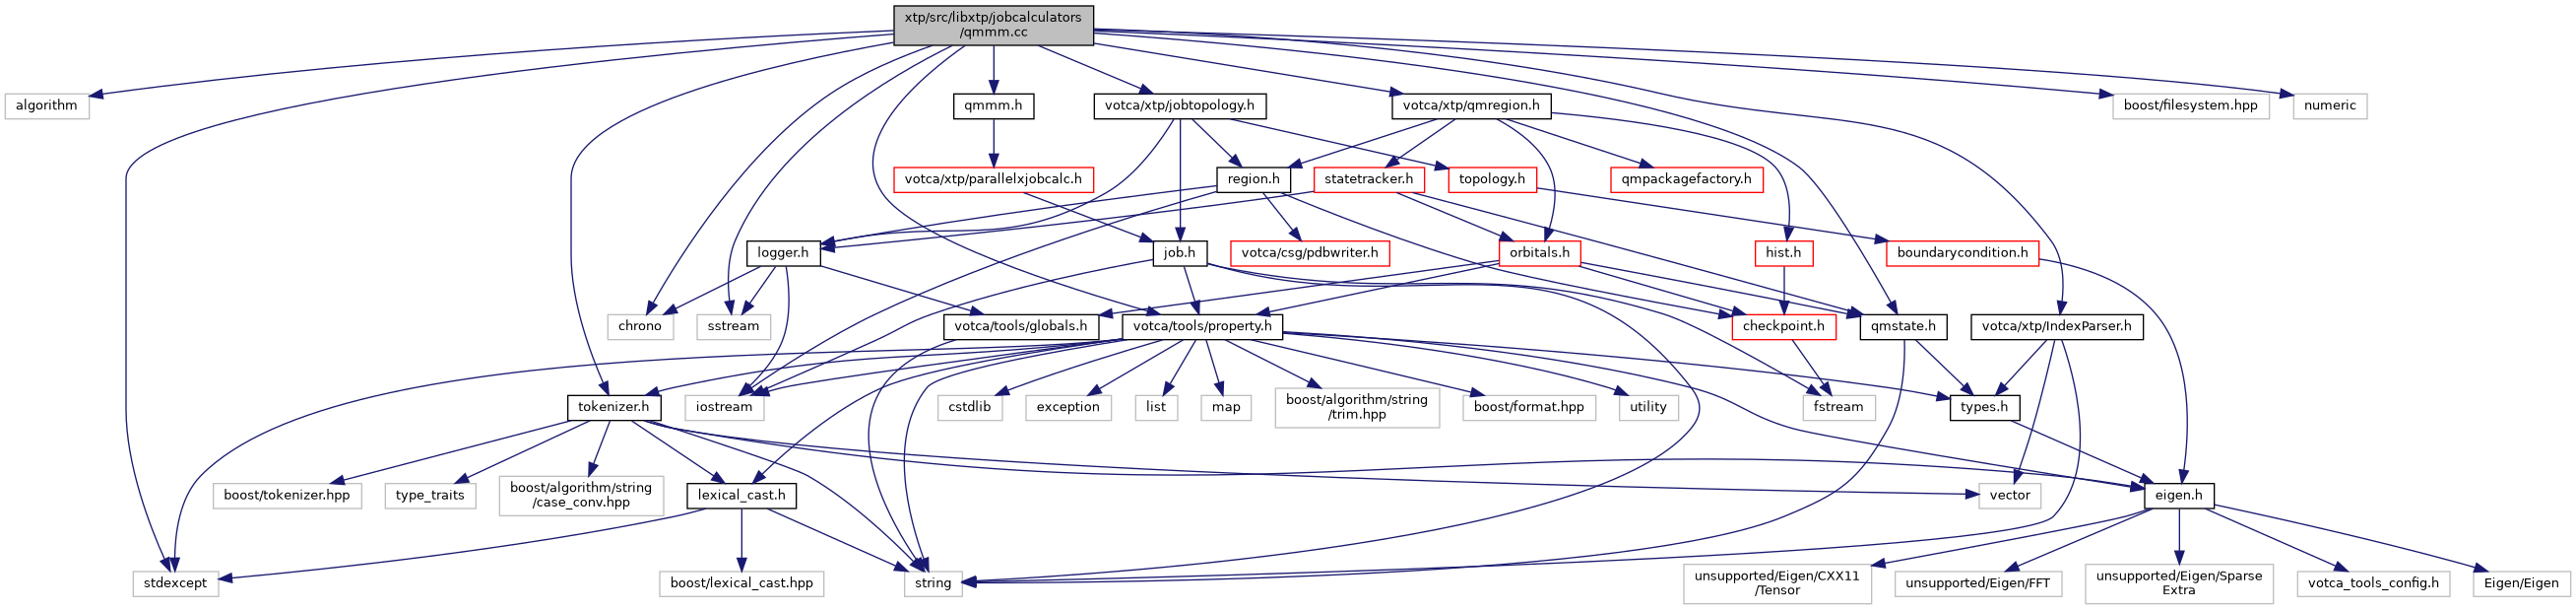 xtp/src/libxtp/jobcalculators
/qmmm.cc
algorithm
qmmm.h
votca/xtp/jobtopology.h
votca/xtp/qmregion.h
boost/filesystem.hpp
numeric
votca/xtp/parallelxjobcalc.h
region.h
statetracker.h
topology.h
qmpackagefactory.h
logger.h
job.h
votca/csg/pdbwriter.h
orbitals.h
hist.h
boundarycondition.h
chrono
sstream
votca/tools/globals.h
votca/tools/property.h
checkpoint.h
qmstate.h
votca/xtp/IndexParser.h
tokenizer.h
iostream
cstdlib
exception
list
map
boost/algorithm/string
/trim.hpp
boost/format.hpp
utility
fstream
types.h
boost/tokenizer.hpp
type_traits
boost/algorithm/string
/case_conv.hpp
lexical_cast.h
vector
eigen.h
stdexcept
boost/lexical_cast.hpp
string
unsupported/Eigen/CXX11
/Tensor
unsupported/Eigen/FFT
unsupported/Eigen/Sparse
Extra
votca_tools_config.h
Eigen/Eigen